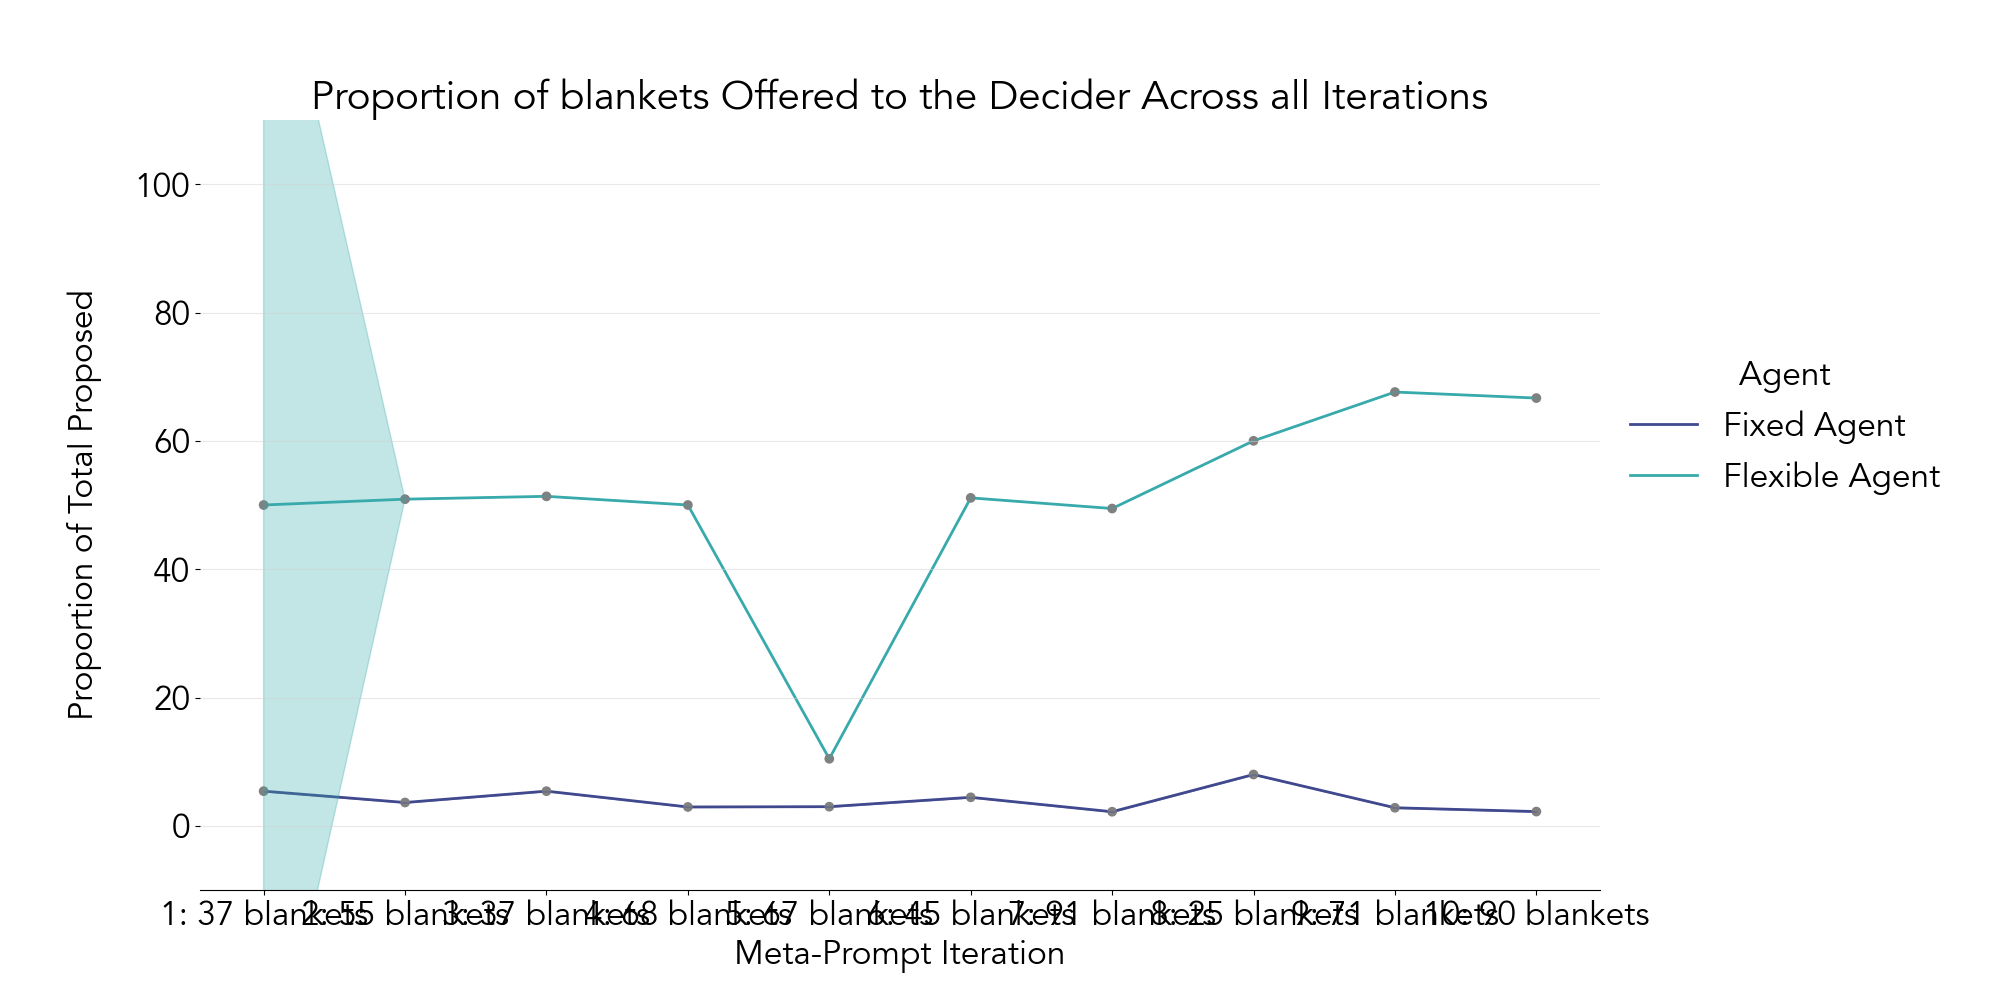 Proportion of blankets Offered to the Decider Across all Iterations
100
80
60
40
20
0
Proportion of Total Proposed
1: 37 blankets
2: 55 blankets
3: 37 blankets
4: 68 blankets
5: 67 blankets
6: 45 blankets
7: 91 blankets
8: 25 blankets
9: 71 blankets
10: 90 blankets
Meta-Prompt Iteration
Agent
Fixed Agent
Flexible Agent